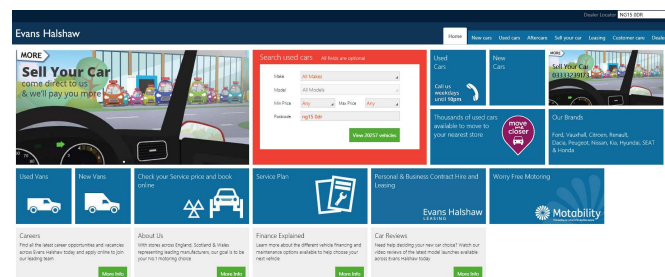 Dealer Locator NG15 0DR
Evans Halshaw
Home New cars Used cars Aftercare Sell your car Leasing Customer care Deale
MORE
Sell Your Car
come direct to us
& we'll pay you more
Search used cars All fields are optional
Make All Makes
Model All Models
Min Price Any Max Price Any
Postcode ng15 0dr
View 20257 vehicles
Used
Cars
Call us
weekdays
until 10pm
New
Cars
MORE
Sell Your Car
03333239173
Thousands of used cars
available to move to
your nearest store
move
me
closer
Our Brands
Ford, Vauxhall, Citroen, Renault,
Dacia, Peugeot, Nissan, Kia, Hyundai, SEAT
& Honda
Used Vans
New Vans
Check your Service price and book
online
Service Plan
Personal & Business Contract Hire and
Leasing
Evans Halshaw
LEASING
Worry Free Motoring
Motability
Careers
Find all the latest career opportunities and vacancies
across Evans Halshaw today and apply online to join
our leading team
More Info
About Us
With stores across England, Scotland & Wales
representing leading manufacturers, our goal is to be
your No.1 motoring choice
More Info
Finance Explained
Learn more about the different vehicle financing and
maintenance options available to help choose your
next vehicle.
More Info
Car Reviews
Need help deciding your new car choice? Watch our
video reviews of the latest model launches available
across Evans Halshaw today
More Info